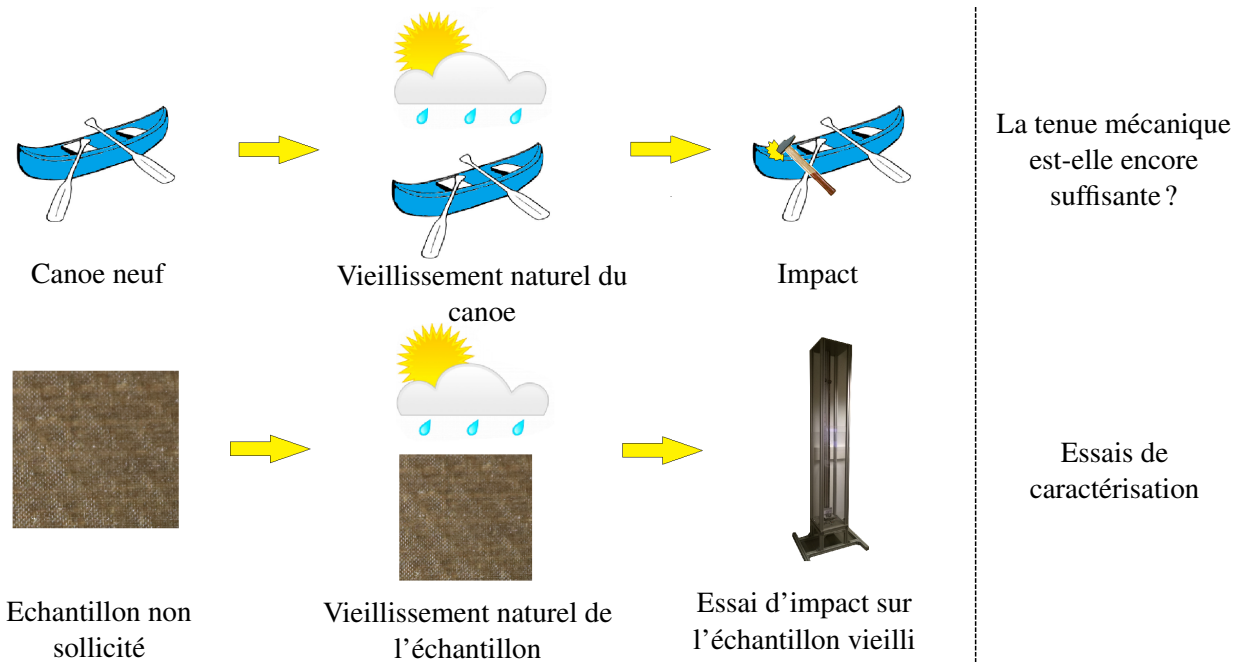 La tenue mécanique
est-elle encore
suffisante ?
Canoe neuf
Vieillissement naturel du
canoe
Impact
Essais de
caractérisation
Echantillon non
sollicité
Vieillissement naturel de
l’échantillon
Essai d’impact sur
l’échantillon vieilli